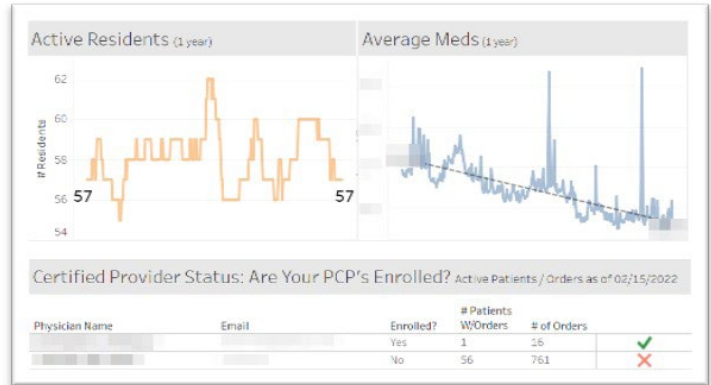 Active Residents (1 year)
Average Meds (1 year)
# Residents
62
60
58
56
54
57
57
Certified Provider Status: Are Your PCP's Enrolled? Active Patients / Orders as of 02/15/2022
# Patients
Physician Name Email Enrolled? W/Orders # of Orders
Yes 1 16
No 56 761